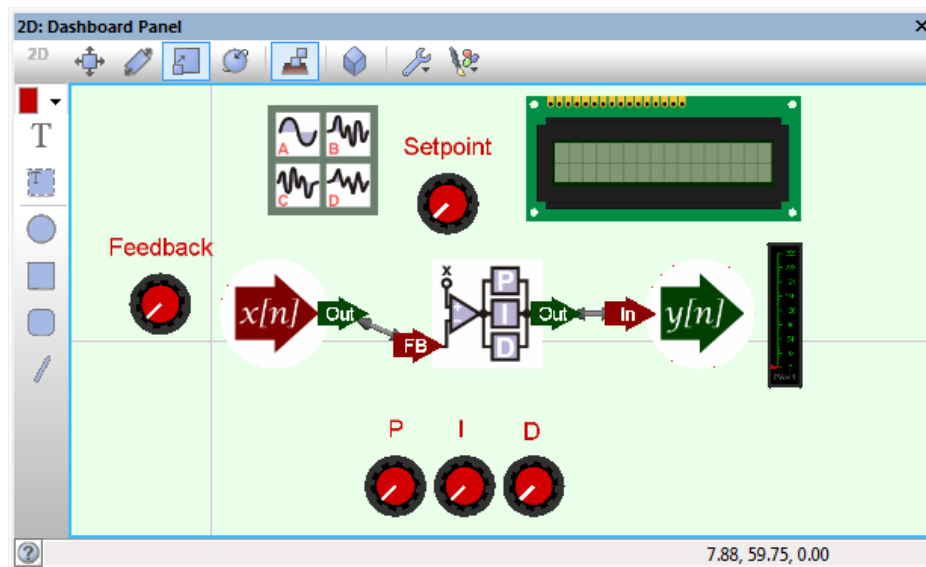 2D: Dashboard Panel
2D
T
T
A
B
C
D
Setpoint
Feedback
x[n]
Out
FB
x
P
I
D
Out
In
y[n]
P
I
D
7.88, 59.75, 0.00